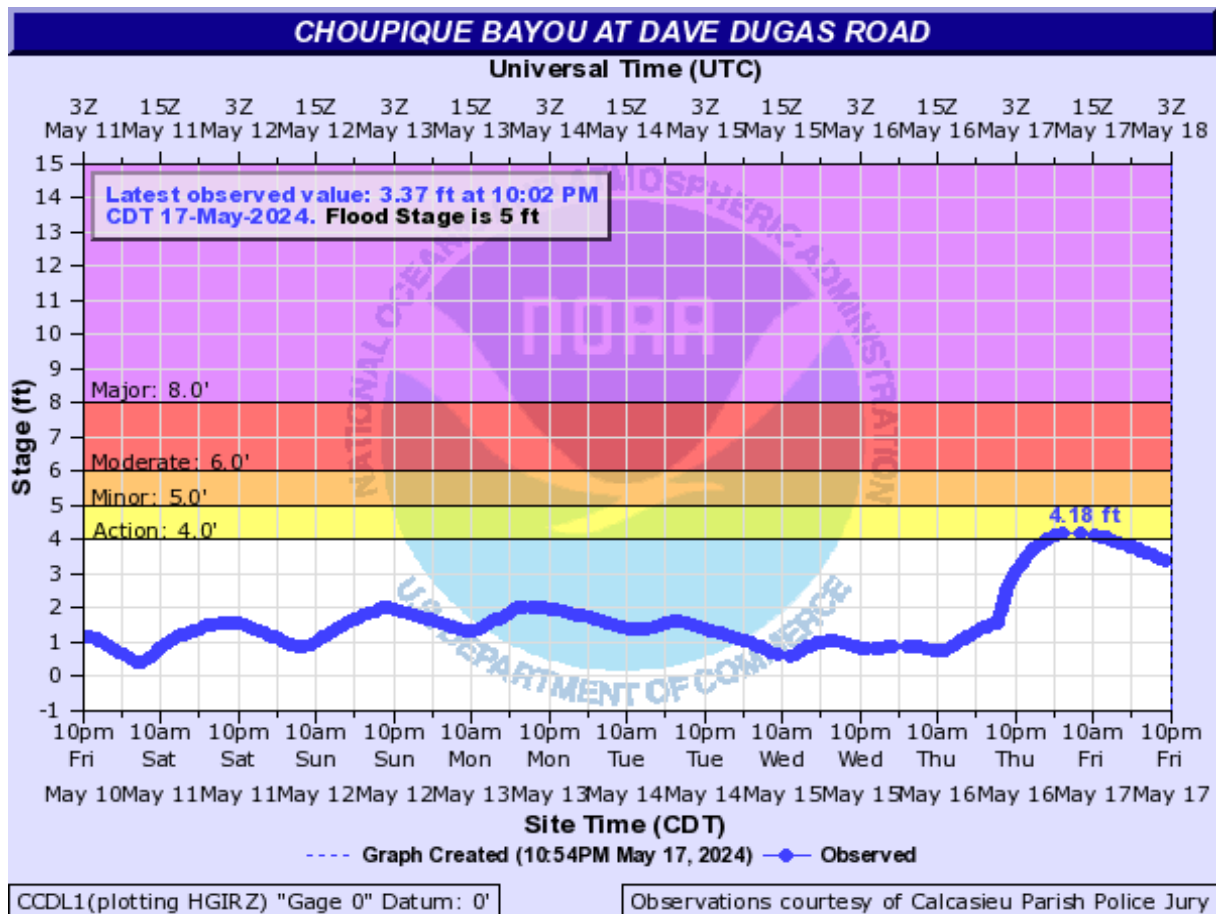 CHOUPIQUE BAYOU AT DAVE DUGAS ROAD
Universal Time (UTC)
3Z 15Z 3Z 15Z 3Z 15Z 3Z 15Z 3Z 15Z 3Z 15Z 3Z 15Z 3Z
May 11 May 11 May 12 May 12 May 13 May 13 May 14 May 14 May 15 May 15 May 16 May 16 May 17 May 17 May 18
Latest observed value: 3.37 ft at 10:02 PM
CDT 17-May-2024. Flood Stage is 5 ft
NATIONAL OCEANIC ATMOSPHERIC ADMINISTRATION
NOAA
U.S. DEPARTMENT OF COMMERCE
Stage (ft)
15
14
13
12
11
10
9
8
7
6
5
4
3
2
1
0
-1
Major: 8.0'
Moderate: 6.0'
Minor: 5.0'
Action: 4.0'
4.18 ft
10pm 10am 10pm 10am 10pm 10am 10pm 10am 10pm 10am 10pm 10am 10pm 10am 10pm
Fri Sat Sat Sun Sun Mon Mon Tue Tue Wed Wed Thu Thu Fri Fri
May 10 May 11 May 11 May 12 May 12 May 13 May 13 May 14 May 14 May 15 May 15 May 16 May 16 May 17 May 17
Site Time (CDT)
Graph Created (10:54PM May 17, 2024) Observed
CCDL1(plotting HGIRZ) "Gage 0" Datum: 0'
Observations courtesy of Calcasieu Parish Police Jury